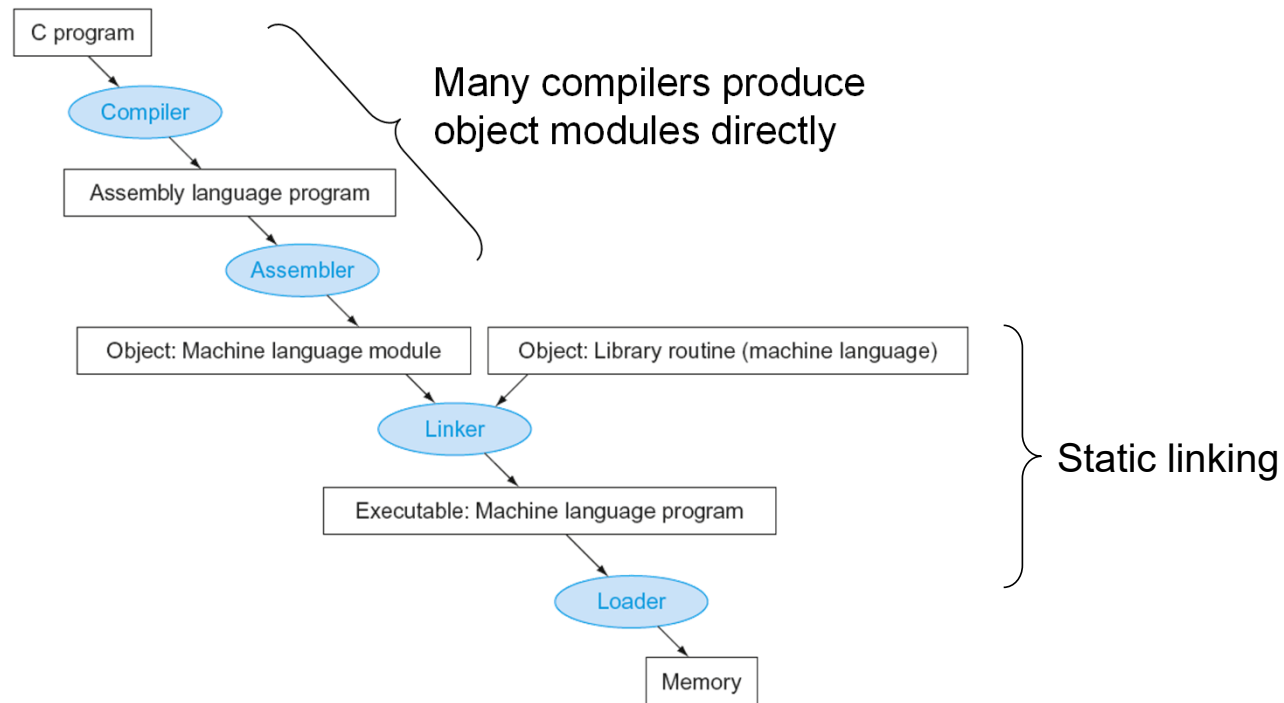 C program
Many compilers produce
object modules directly
Compiler
Assembly language program
Assembler
Object: Machine language module
Object: Library routine (machine language)
Linker
Static linking
Executable: Machine language program
Loader
Memory